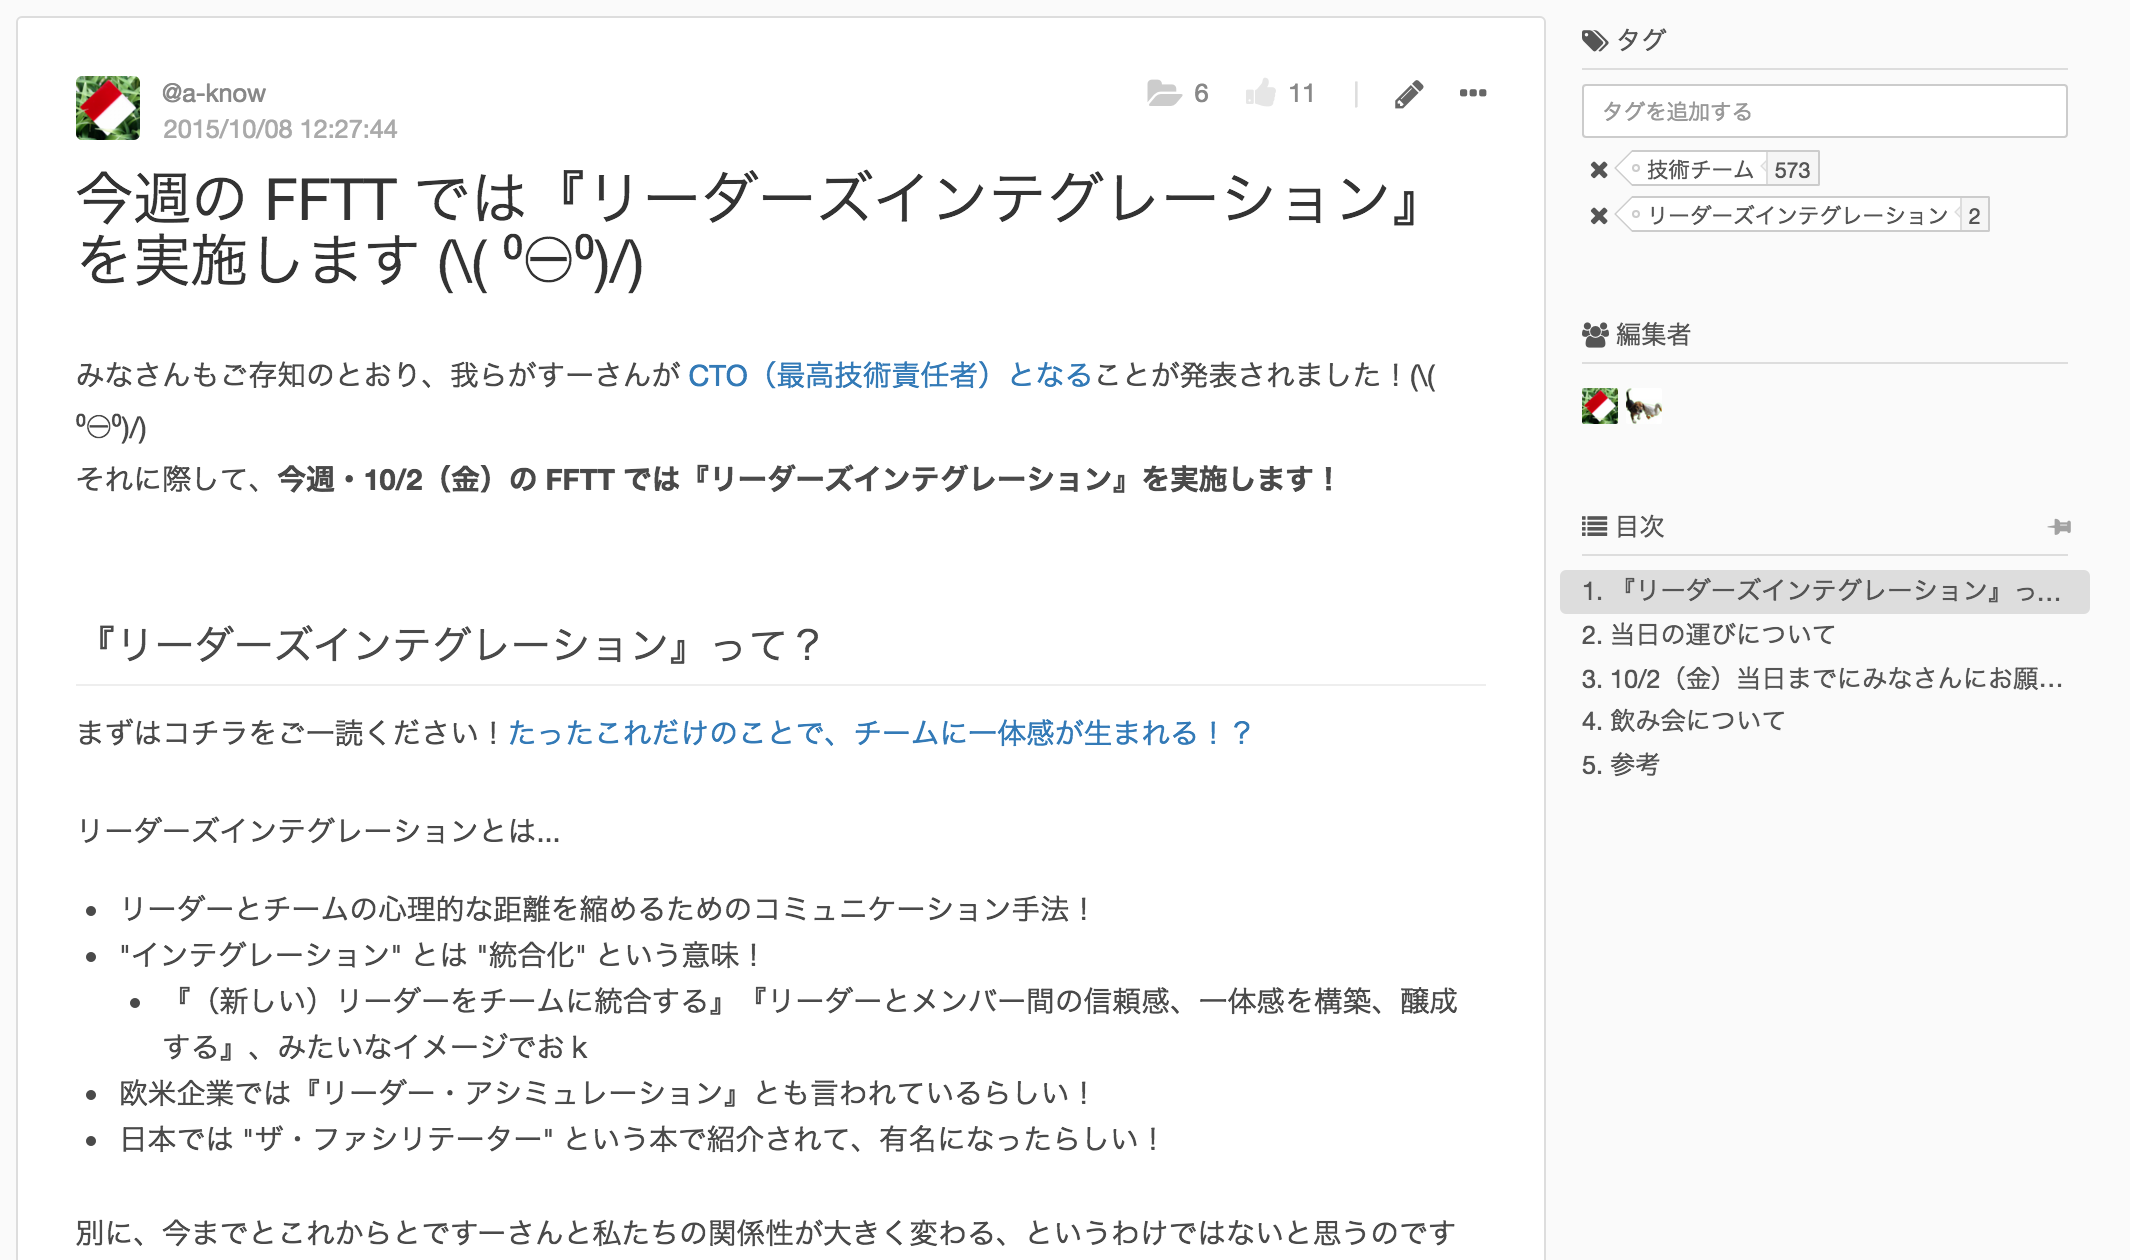 @a-know
2015/10/08 12:27:44
6
11
今週の FFTT では『リーダーズインテグレーション』
を実施します (\( ⁰⊖⁰)/)
みなさんもご存知のとおり、我らがすーさんが CTO（最高技術責任者）となることが発表されました！(\(
⁰⊖⁰)/)
それに際して、今週・10/2（金）の FFTT では『リーダーズインテグレーション』を実施します！
『リーダーズインテグレーション』って？
まずはコチラをご一読ください！たったこれだけのことで、チームに一体感が生まれる！？
リーダーズインテグレーションとは...
• リーダーとチームの心理的な距離を縮めるためのコミュニケーション手法！
• "インテグレーション" とは "統合化" という意味！
• 『（新しい）リーダーをチームに統合する』『リーダーとメンバー間の信頼感、一体感を構築、醸成
する』、みたいなイメージでおｋ
• 欧米企業では『リーダー・アシミュレーション』とも言われているらしい！
• 日本では "ザ・ファシリテーター" という本で紹介されて、有名になったらしい！
別に、今までとこれからとですーさんと私たちの関係性が大きく変わる、というわけではないと思うのです
タグ
タグを追加する
技術チーム 573
リーダーズインテグレーション 2
編集者
目次
1. 『リーダーズインテグレーション』っ...
2. 当日の運びについて
3. 10/2（金）当日までにみなさんにお願...
4. 飲み会について
5. 参考